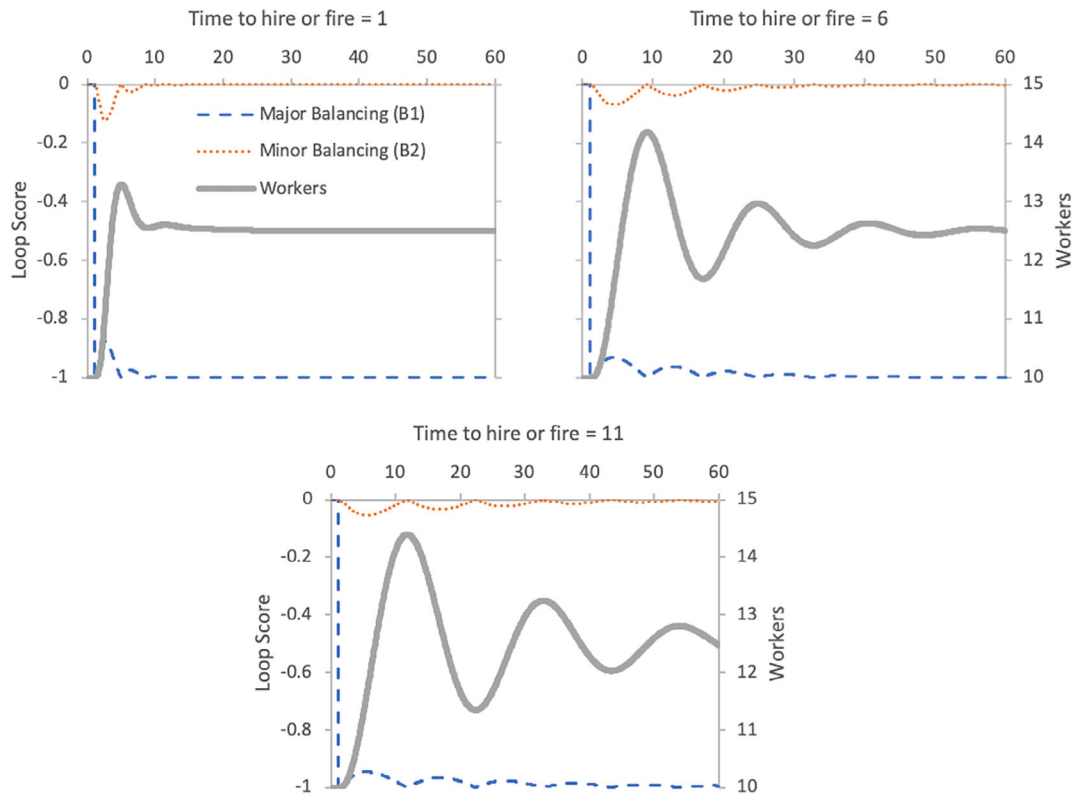 Time to hire or fire = 1
0 10 20 30 40 50 60
0
-0.2
-0.4
-0.6
-0.8
-1
Loop Score
Major Balancing (B1)
Minor Balancing (B2)
Workers
Time to hire or fire = 6
0 10 20 30 40 50 60
15
14
13
12
11
10
Workers
Time to hire or fire = 11
0 10 20 30 40 50 60
0
-0.2
-0.4
-0.6
-0.8
-1
Loop Score
15
14
13
12
11
10
Workers